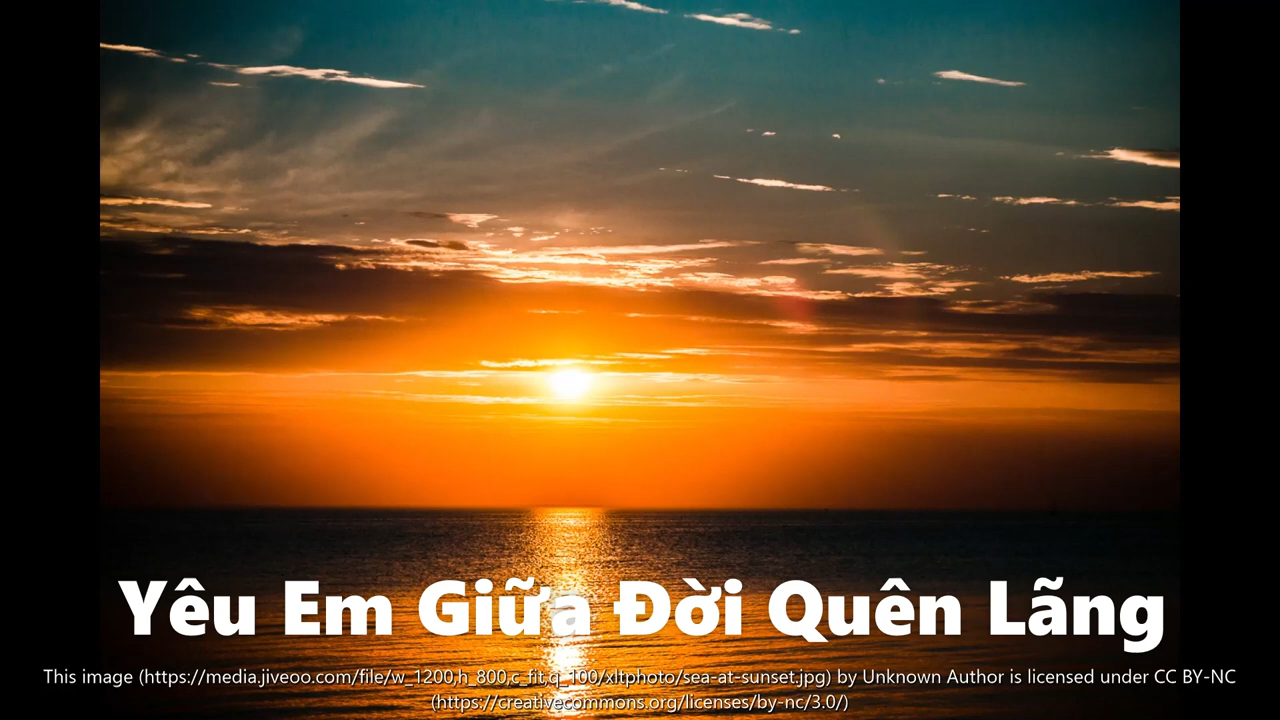 Yêu Em Giữa Đời Quên Lãng
This image (https://media.jiveoo.com/file/w_1200,h_800,c_fit,q_100/xltphoto/sea-at-sunset.jpg) by Unknown Author is licensed under CC BY-NC
(https://creativecommons.org/licenses/by-nc/3.0/)